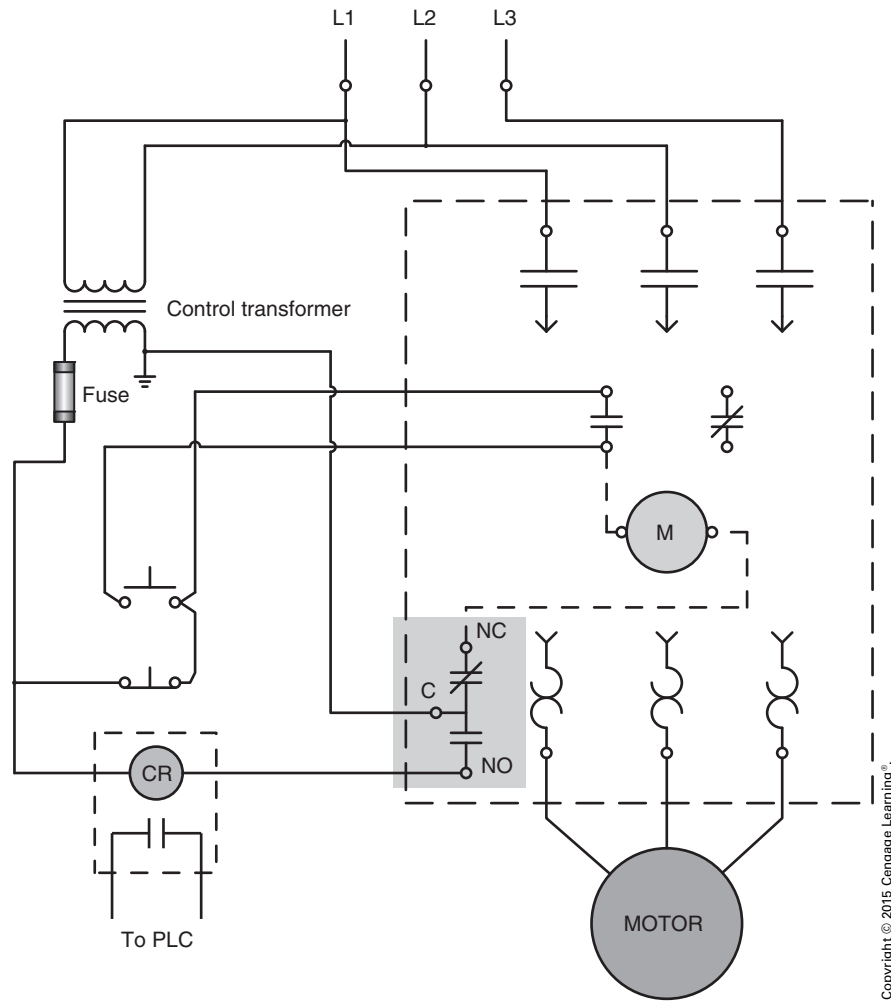 L1 L2 L3
Control transformer
Fuse
M
NC
C
NO
CR
To PLC
MOTOR
Copyright © 2015 Cengage Learning®.